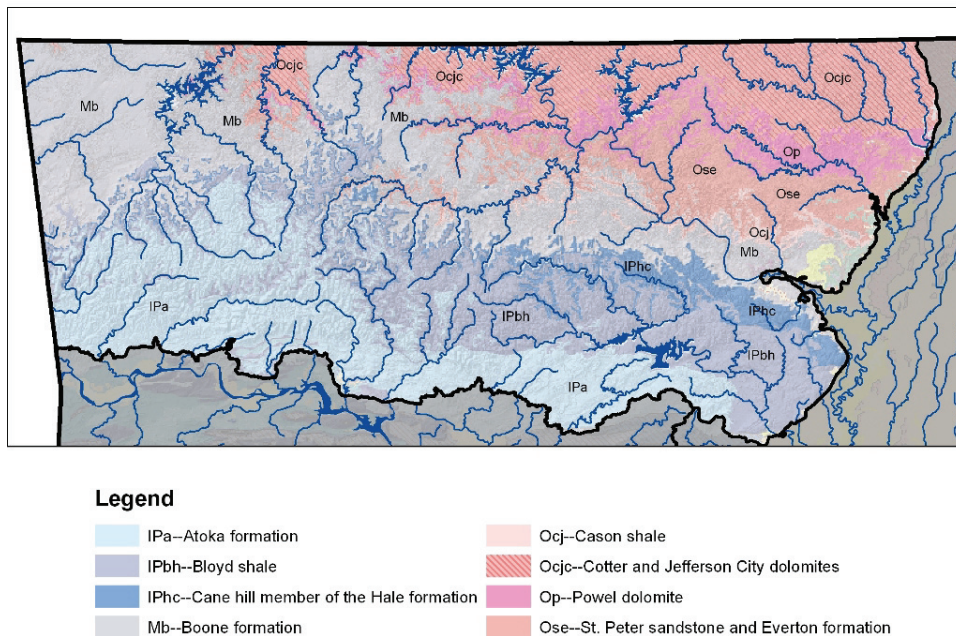 Ocjc
Ocjc
Ocjc
Mb
Mb
Mb
Op
Ose
Ose
Ocj
Mb
IPhc
IPa
IPbh
IPbc
IPbh
IPa
Legend
IPa--Atoka formation
IPbh--Bloyd shale
IPhc--Cane hill member of the Hale formation
Mb--Boone formation
Ocj--Cason shale
Ocjc--Cotter and Jefferson City dolomites
Op--Powel dolomite
Ose--St. Peter sandstone and Everton formation